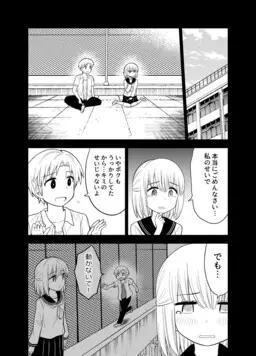 本当に
ごめんなさい…
私のせいで
いやボクも
うっかりしてた
から…キミの
せいじゃないよ
でも…
動かないで！